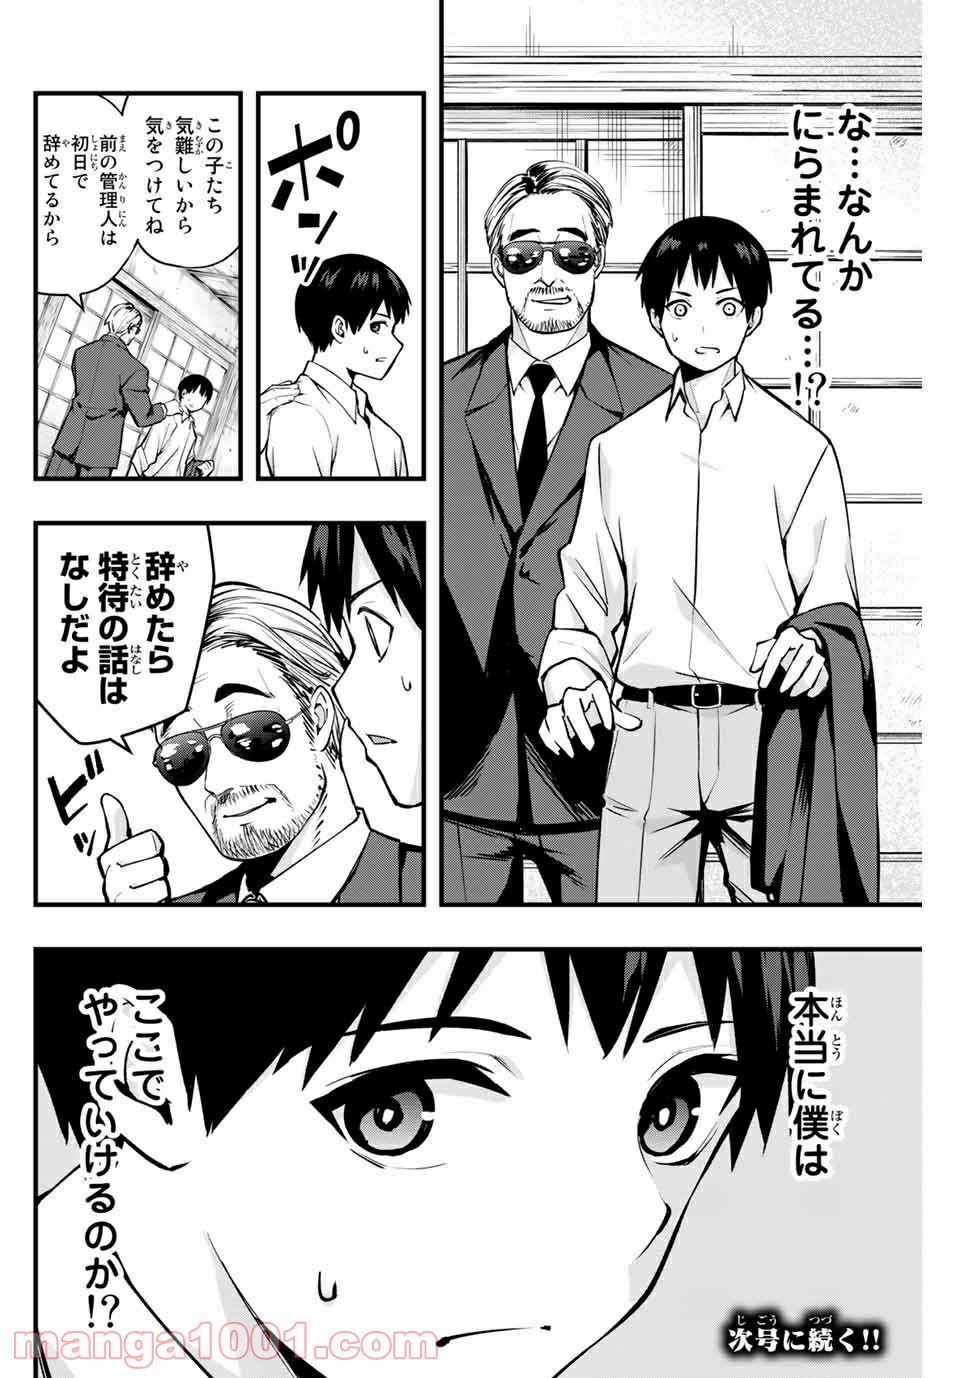 な…なんか
にらまれてる…!?
ポンッ
この子たち
気難しいから
気をつけてね
前の管理人は
初日で
辞めてるから
辞めたら
特待の話は
なしだよ
ビッ
本当に僕は
ここで
やっていけるのか!?
次号に続く!!
manga1001.com